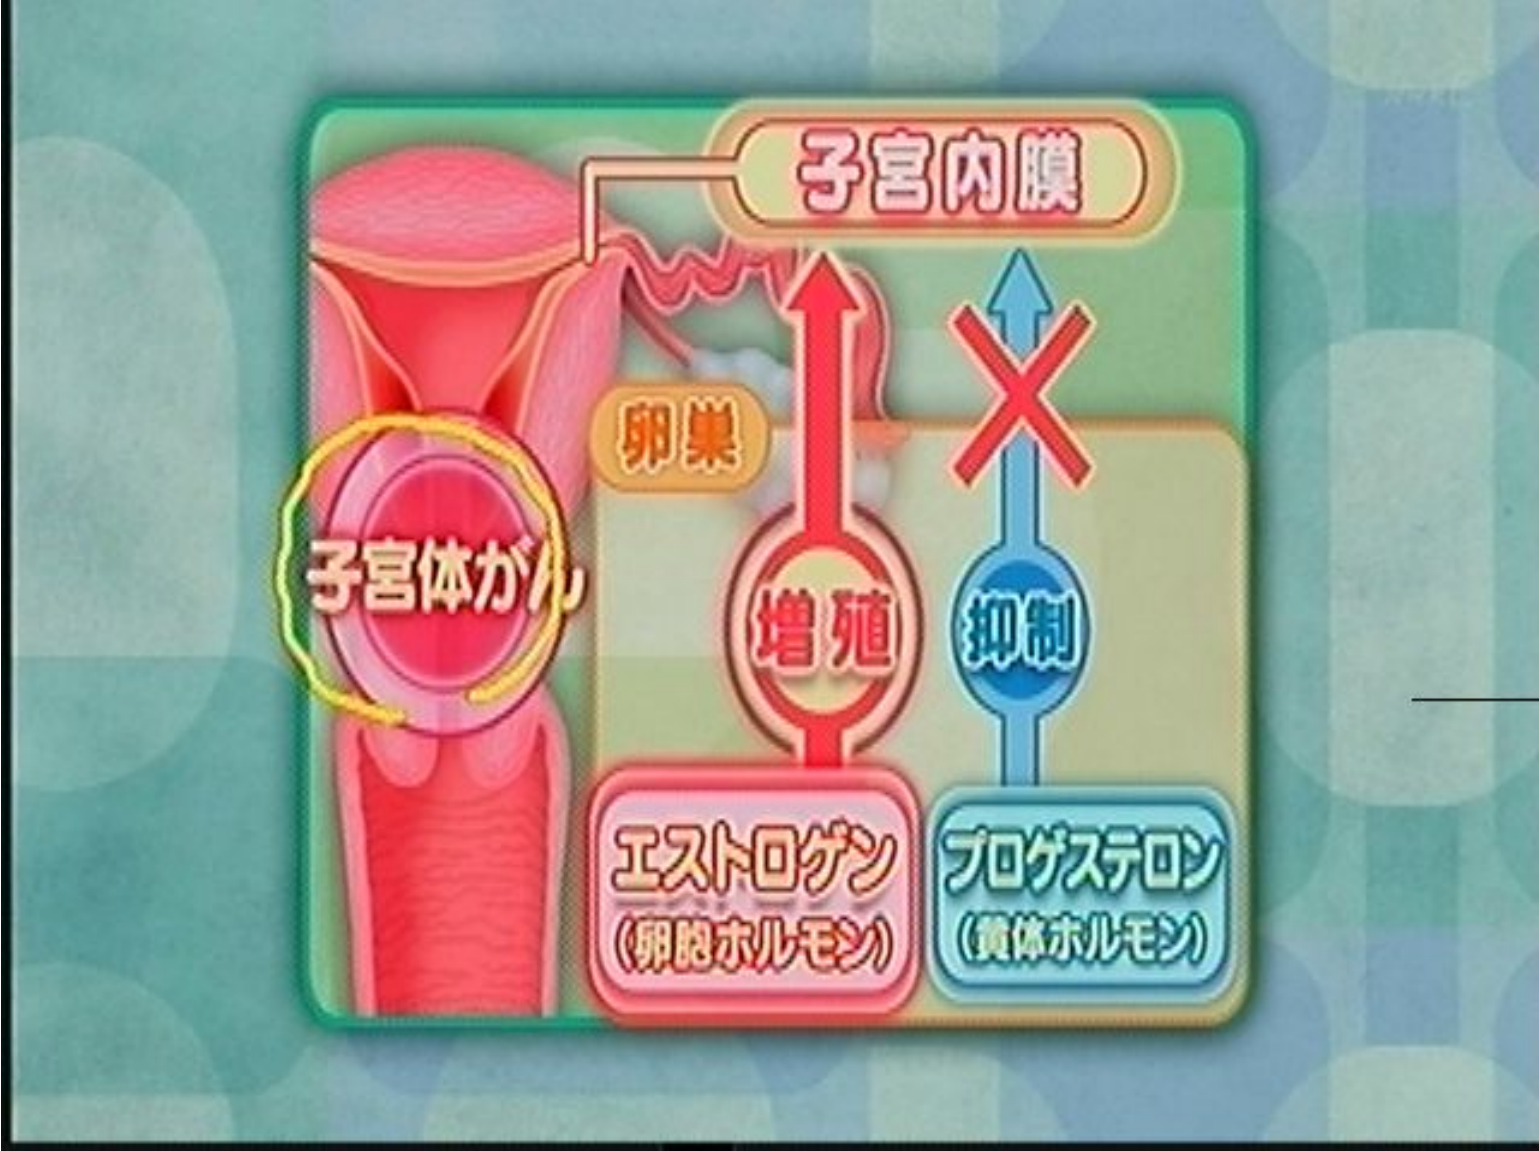 子宮内膜
卵巣
子宮体がん
増殖
抑制
エストロゲン
（卵胞ホルモン）
プロゲステロン
（黄体ホルモン）